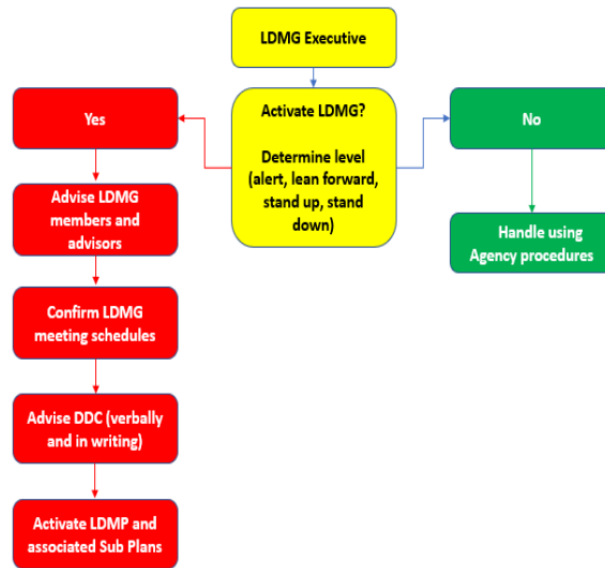 LDMG Executive
Activate LDMG?
Determine level
(alert, lean forward,
stand up, stand
down)
Yes
No
Advise LDMG
members and
advisors
Handle using
Agency procedures
Confirm LDMG
meeting schedules
Advise DDC (verbally
and in writing)
Activate LDMP and
associated Sub Plans